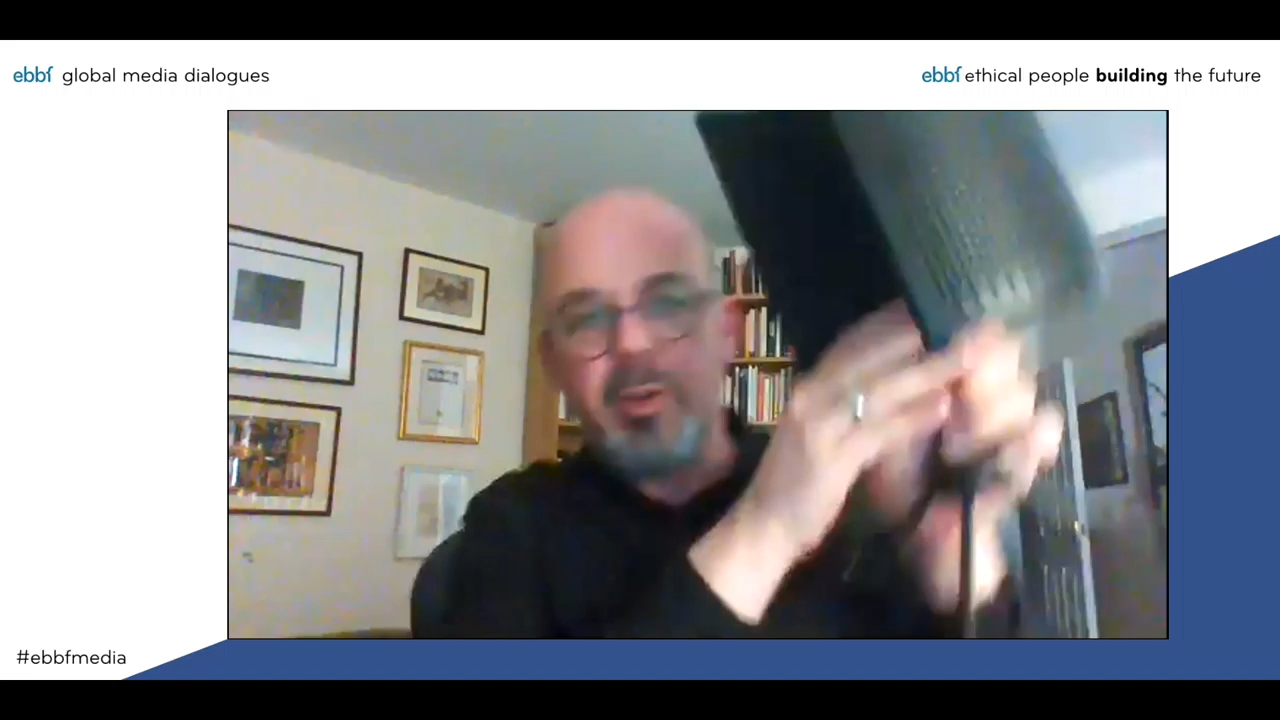 ebbf global media dialogues
ebbf ethical people building the future
#ebbfmedia